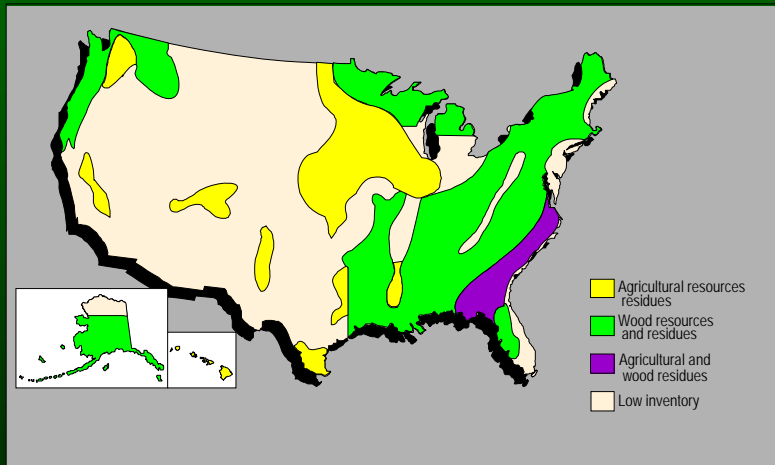 Agricultural resources
residues
Wood resources
and residues
Agricultural and
wood residues
Low inventory